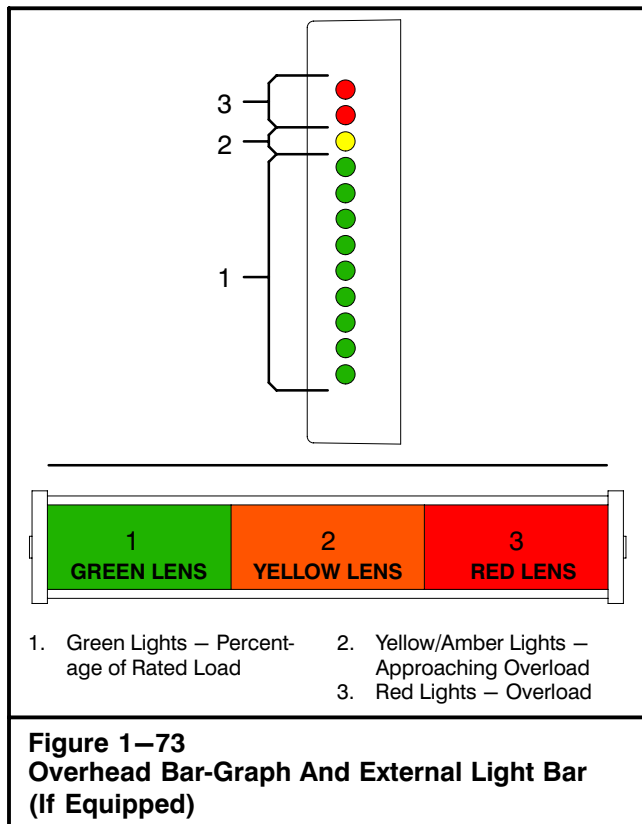 3
2
1
1
GREEN LENS
2
YELLOW LENS
3
RED LENS
1. Green Lights – Percent-
age of Rated Load
2. Yellow/Amber Lights –
Approaching Overload
3. Red Lights – Overload
Figure 1–73
Overhead Bar-Graph And External Light Bar
(If Equipped)